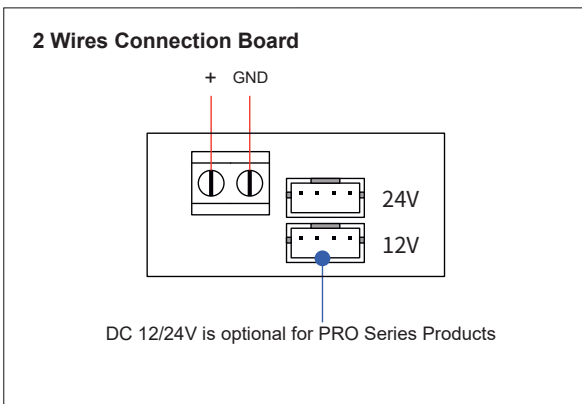 2 Wires Connection Board
+ GND
24V
12V
DC 12/24V is optional for PRO Series Products